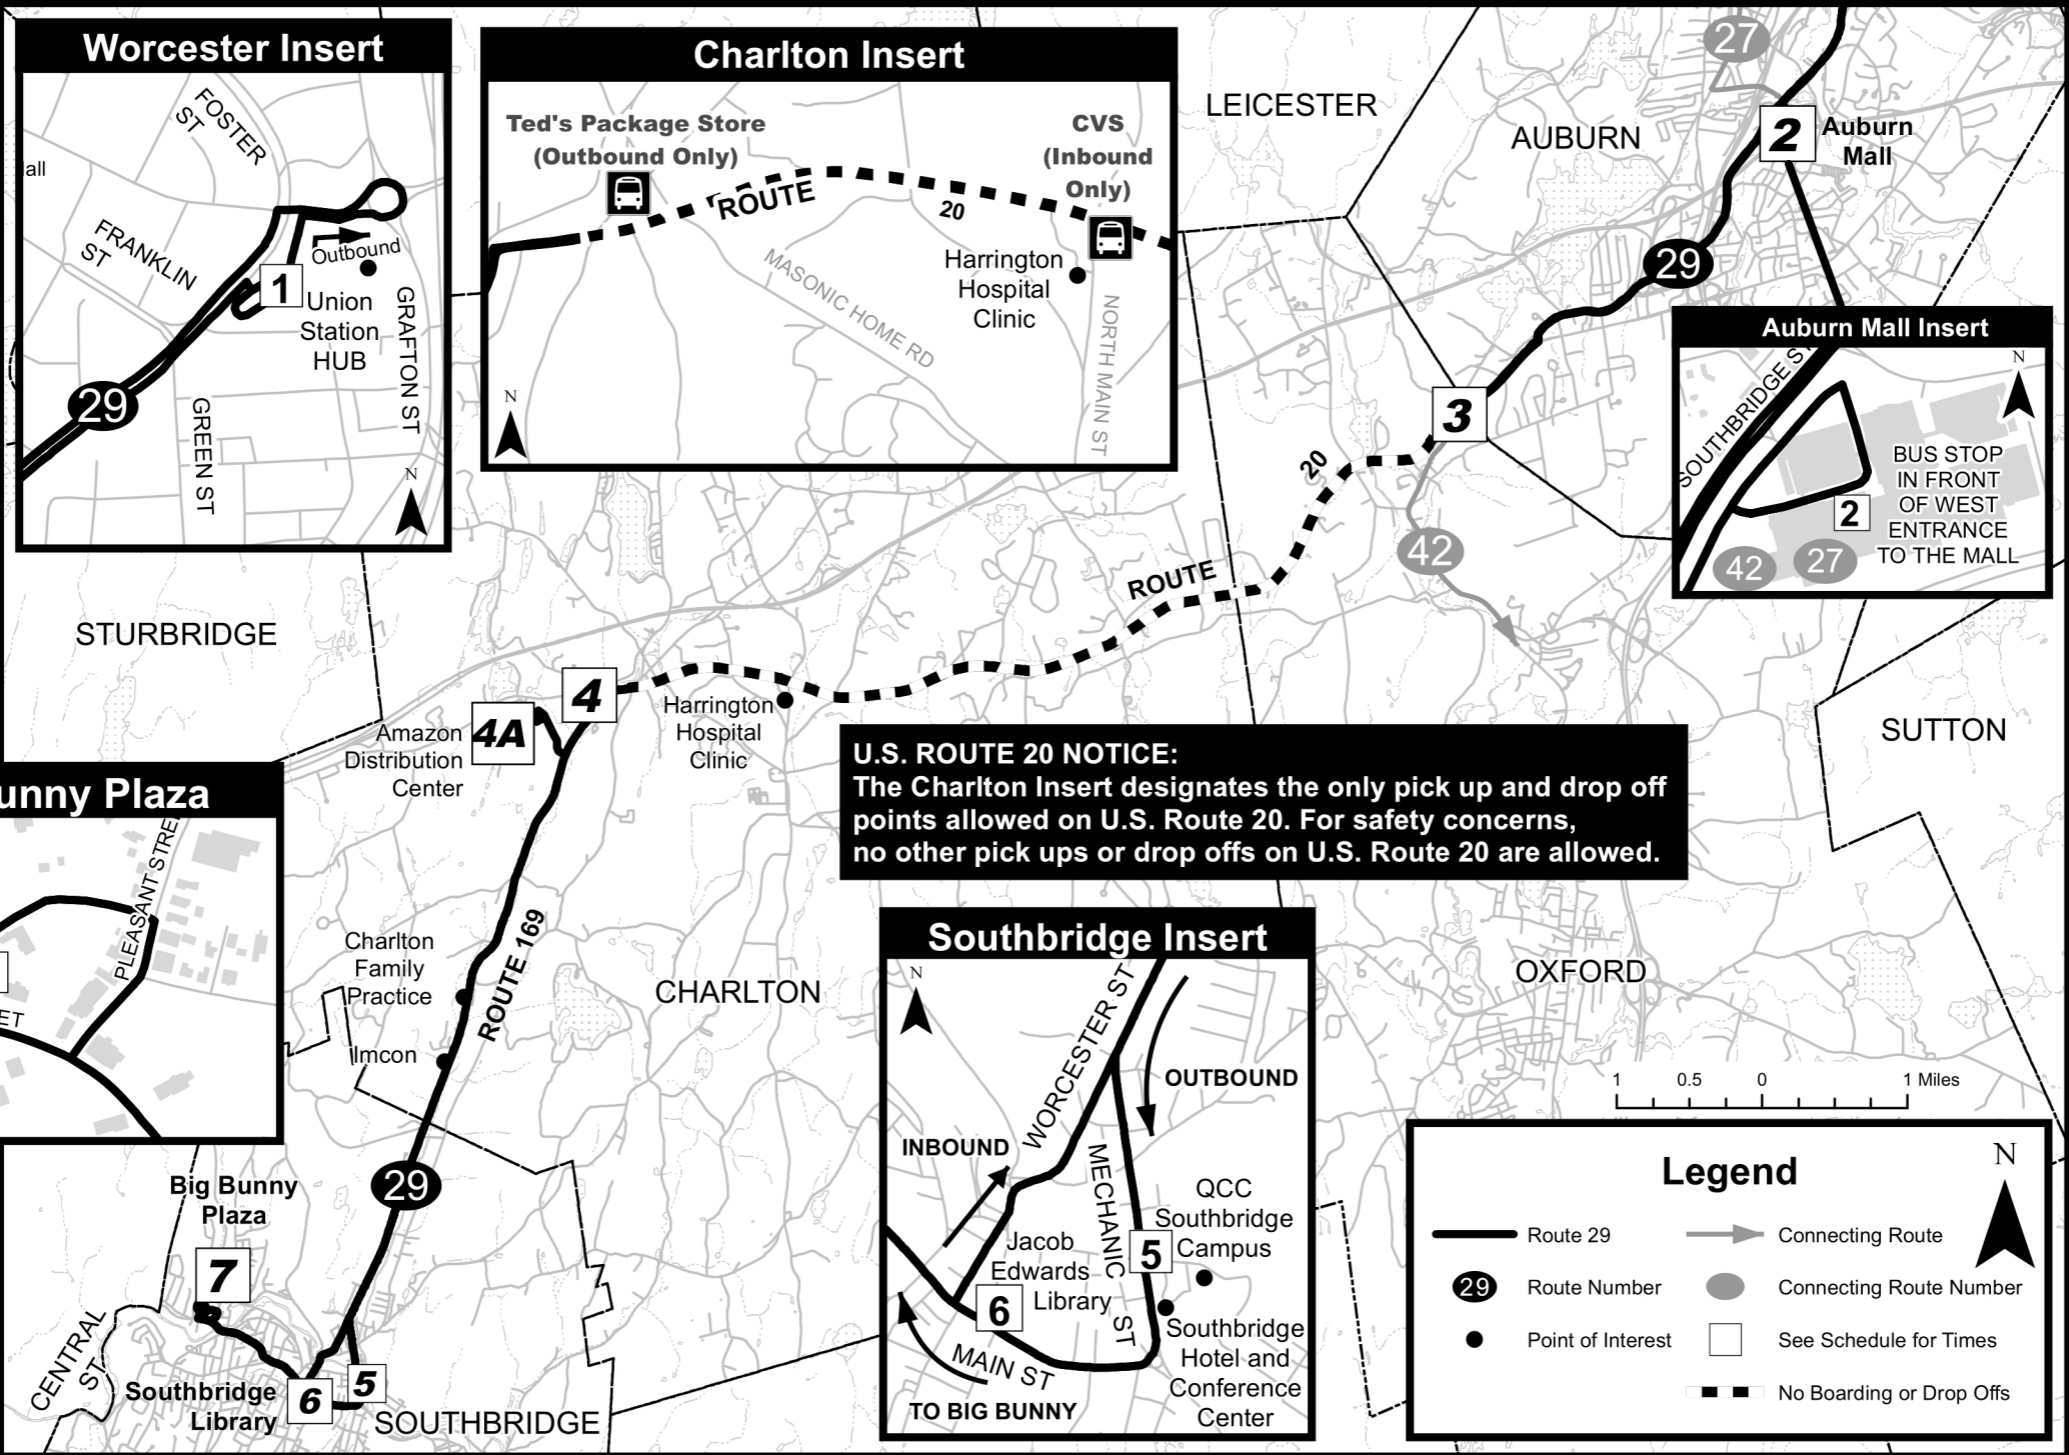 Worcester Insert
FOSTER
ST
all
FRANKLIN
ST
Outbound
1
Union
Station
HUB
GRAFTON ST
29
GREEN ST
N
Charlton Insert
Ted's Package Store
(Outbound Only)
CVS
(Inbound
Only)
ROUTE
20
MASONIC HOME RD
Harrington
Hospital
Clinic
NORTH MAIN ST
N
LEICESTER
AUBURN
27
2
Auburn
Mall
29
3
20
ROUTE
42
Auburn Mall Insert
SOUTHBRIDGE S
N
BUS STOP
IN FRONT
OF WEST
ENTRANCE
TO THE MALL
2
42
27
STURBRIDGE
4
4A
Amazon
Distribution
Center
Harrington
Hospital
Clinic
SUTTON
U.S. ROUTE 20 NOTICE:
The Charlton Insert designates the only pick up and drop off
points allowed on U.S. Route 20. For safety concerns,
no other pick ups or drop offs on U.S. Route 20 are allowed.
unny Plaza
PLEASANT STREE
ET
Charlton
Family
Practice
Imcon
ROUTE 169
CHARLTON
OXFORD
29
Big Bunny
Plaza
7
CENTRAL
ST
Southbridge
Library
6
5
SOUTHBRIDGE
Southbridge Insert
N
WORCESTER ST
OUTBOUND
INBOUND
MECHANIC ST
QCC
Southbridge
Campus
5
Jacob
Edwards
Library
6
MAIN ST
Southbridge
Hotel and
Conference
Center
TO BIG BUNNY
1 0.5 0 1 Miles
Legend
N
Route 29
Connecting Route
29
Route Number
Connecting Route Number
Point of Interest
See Schedule for Times
No Boarding or Drop Offs